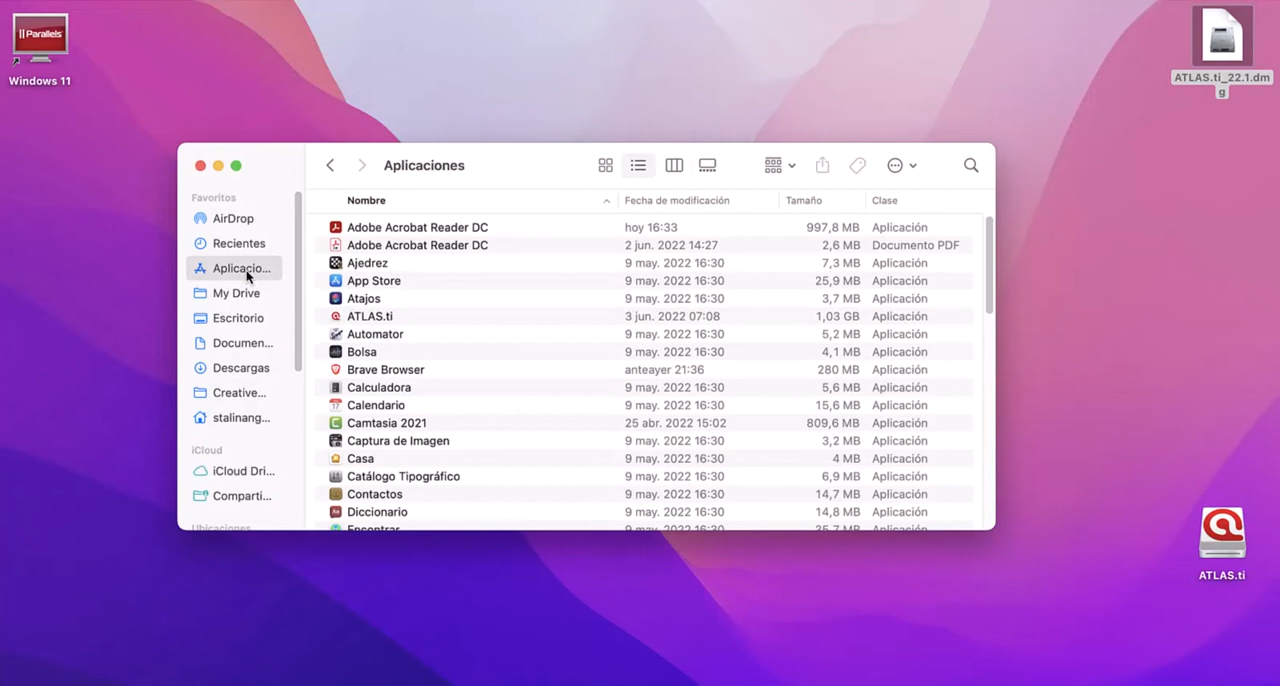 || Parallels
Windows 11
ATLAS.ti_22.1.dm
g
Aplicaciones
Favoritos
AirDrop
Recientes
Aplicacio...
My Drive
Escritorio
Documen...
Descargas
Creative...
stalinang...
iCloud
iCloud Dri...
Comparti...
Ubicaciones
Nombre Fecha de modificación Tamaño Clase
Adobe Acrobat Reader DC hoy 16:33 997,8 MB Aplicación
Adobe Acrobat Reader DC 2 jun. 2022 14:27 2,6 MB Documento PDF
Ajedrez 9 may. 2022 16:30 7,3 MB Aplicación
App Store 9 may. 2022 16:30 25,9 MB Aplicación
Atajos 9 may. 2022 16:30 3,7 MB Aplicación
ATLAS.ti 3 jun. 2022 07:08 1,03 GB Aplicación
Automator 9 may. 2022 16:30 5,2 MB Aplicación
Bolsa 9 may. 2022 16:30 4,1 MB Aplicación
Brave Browser anteayer 21:36 280 MB Aplicación
Calculadora 9 may. 2022 16:30 5,6 MB Aplicación
Calendario 9 may. 2022 16:30 15,6 MB Aplicación
Camtasia 2021 25 abr. 2022 15:02 809,6 MB Aplicación
Captura de Imagen 9 may. 2022 16:30 3,2 MB Aplicación
Casa 9 may. 2022 16:30 4 MB Aplicación
Catálogo Tipográfico 9 may. 2022 16:30 6,9 MB Aplicación
Contactos 9 may. 2022 16:30 14,7 MB Aplicación
Diccionario 9 may. 2022 16:30 14,8 MB Aplicación
Encontrar 9 may. 2022 16:30 35,7 MB Aplicación
ATLAS.ti